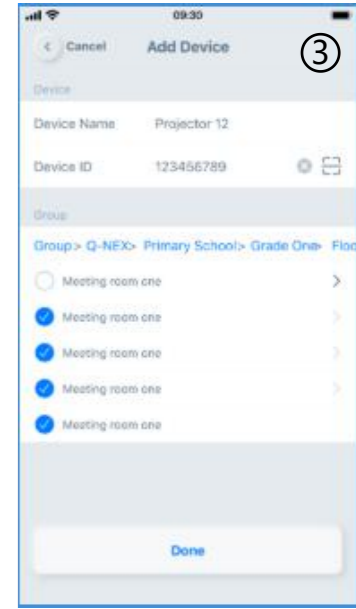 09:30
Cancel Add Device ③
Device
Device Name Projector 12
Device ID 123456789
Group
Group> Q-NEX> Primary School> Grade One> Floo
Meeting room one
Meeting room one
Meeting room one
Meeting room one
Meeting room one
Done